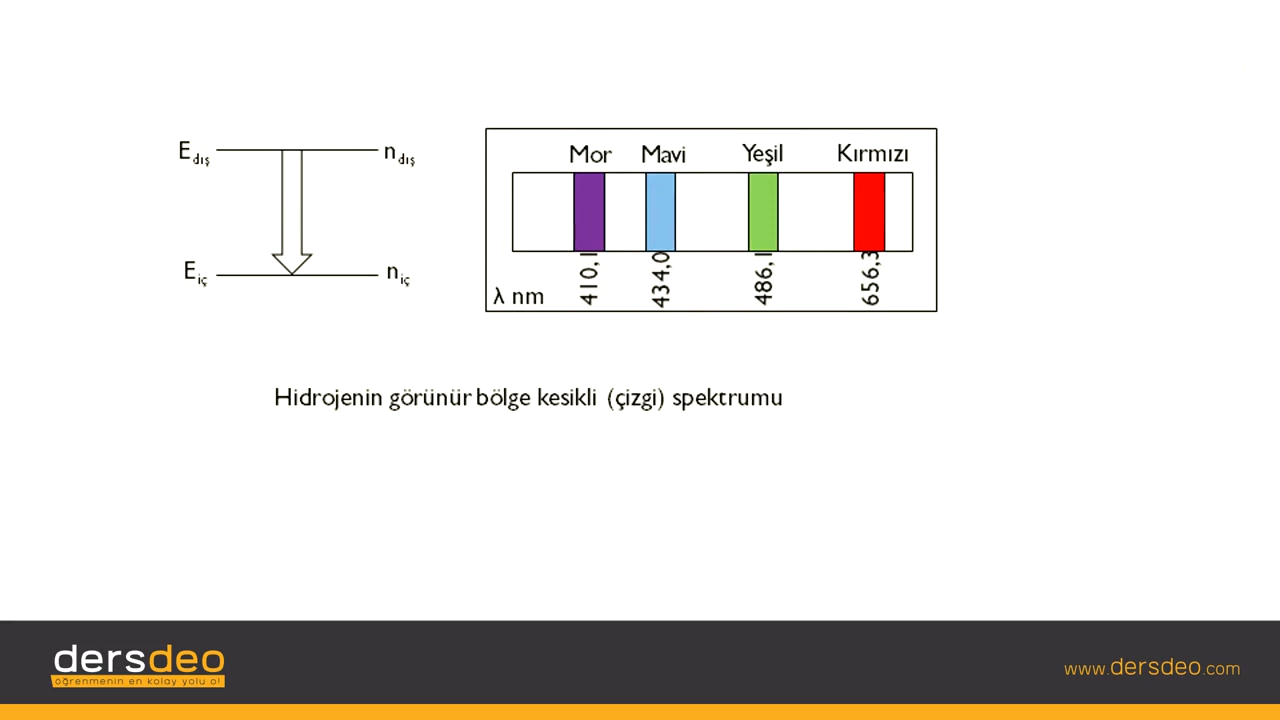 E dış
n dış
E iç
n iç
Mor Mavi Yeşil Kırmızı
λ nm 410,1 434,0 486,1 656,3
Hidrojenin görünür bölge kesikli (çizgi) spektrumu
dersdeo
öğrenmenin en kolay yolu o!
www.dersdeo.com